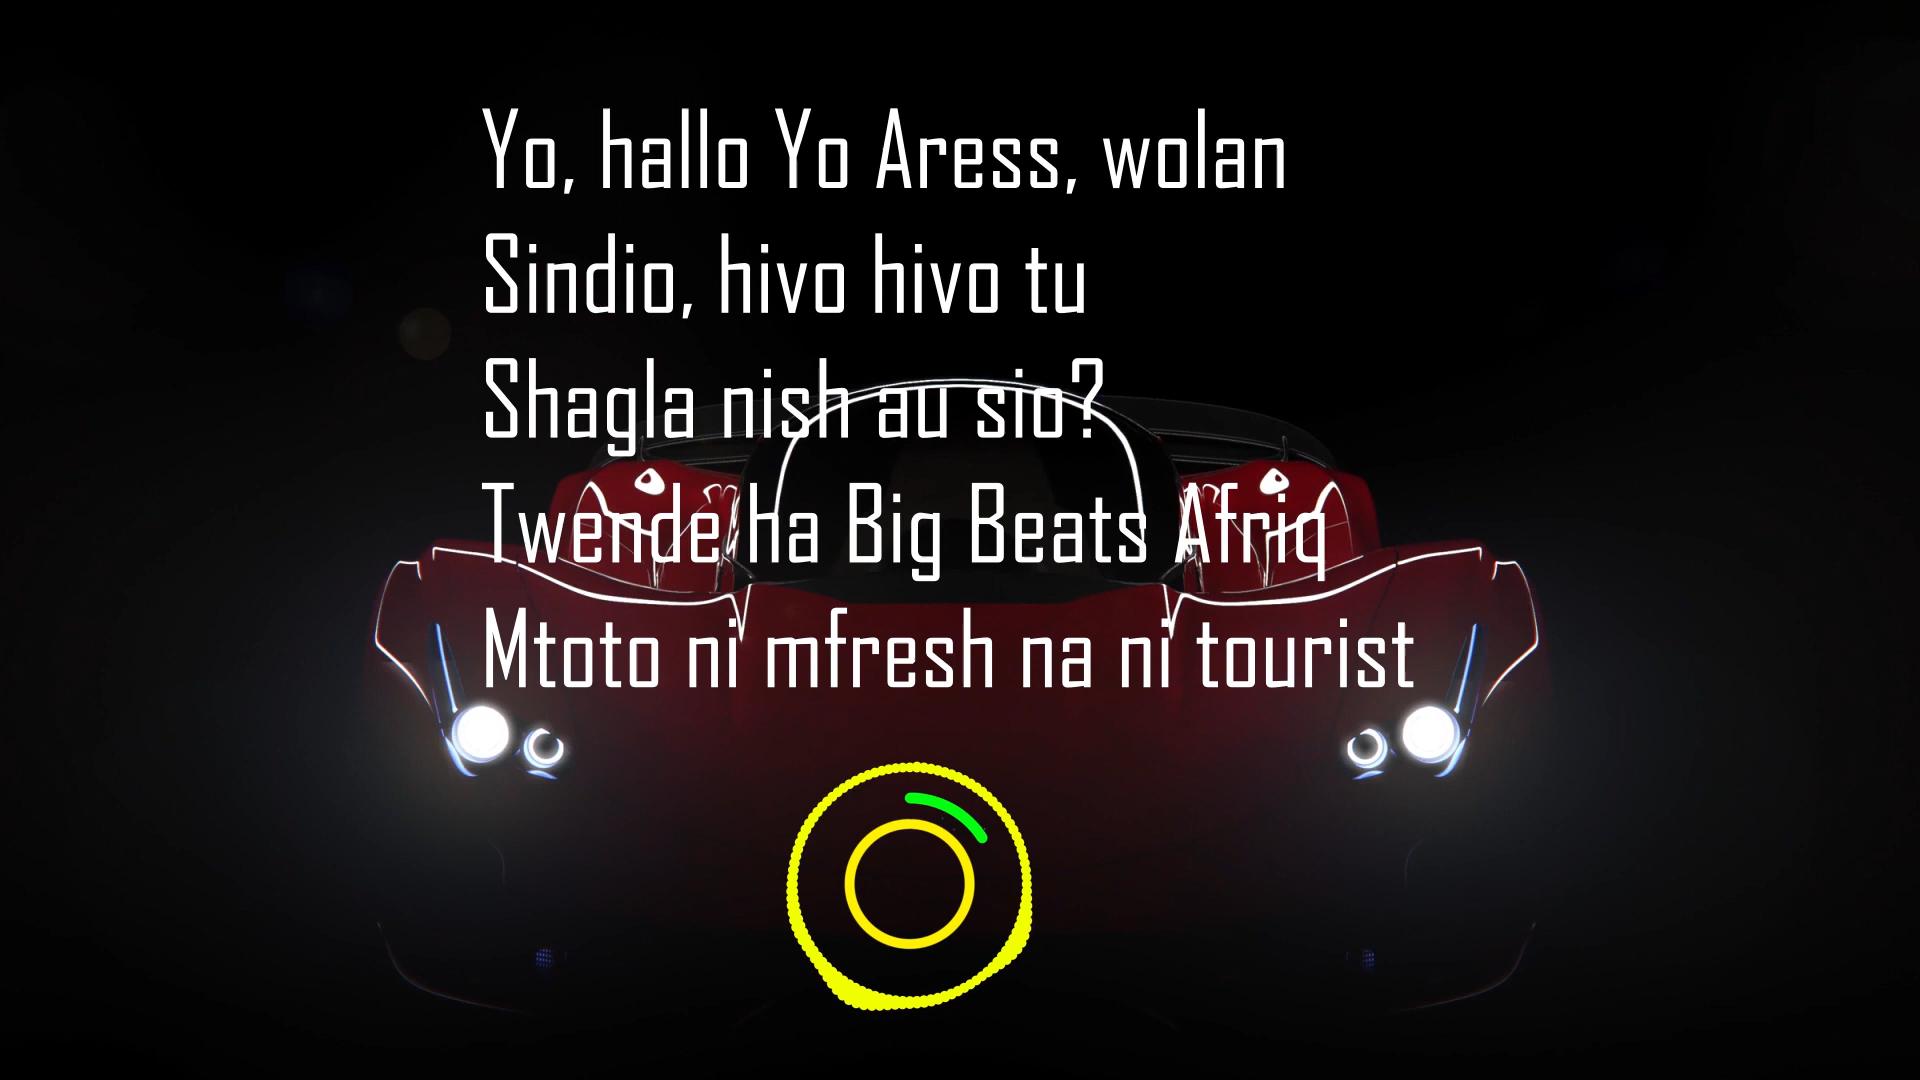 Yo, hallo Yo Aress, wolan
Sindio, hivo hivo tu
Shagla nish au sio?
Twende ha Big Beats Afriq
Mtoto ni mfresh na ni tourist